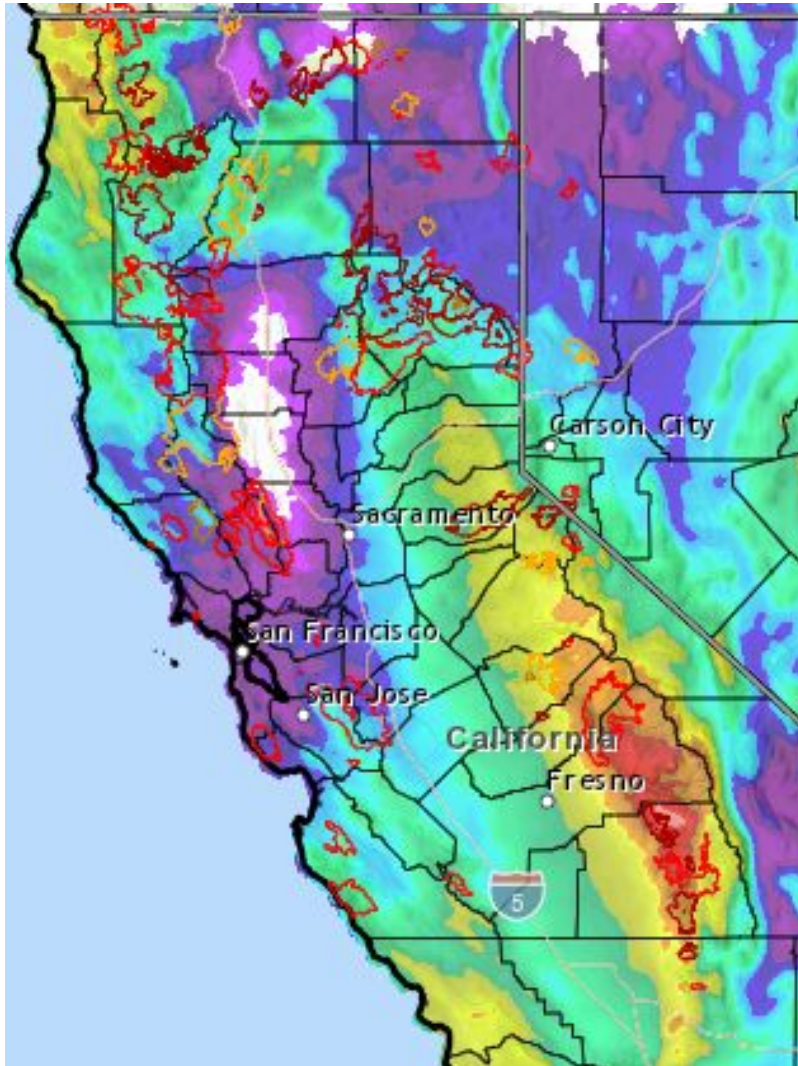 Carson City
Sacramento
San Francisco
San Jose
California
Fresno
5